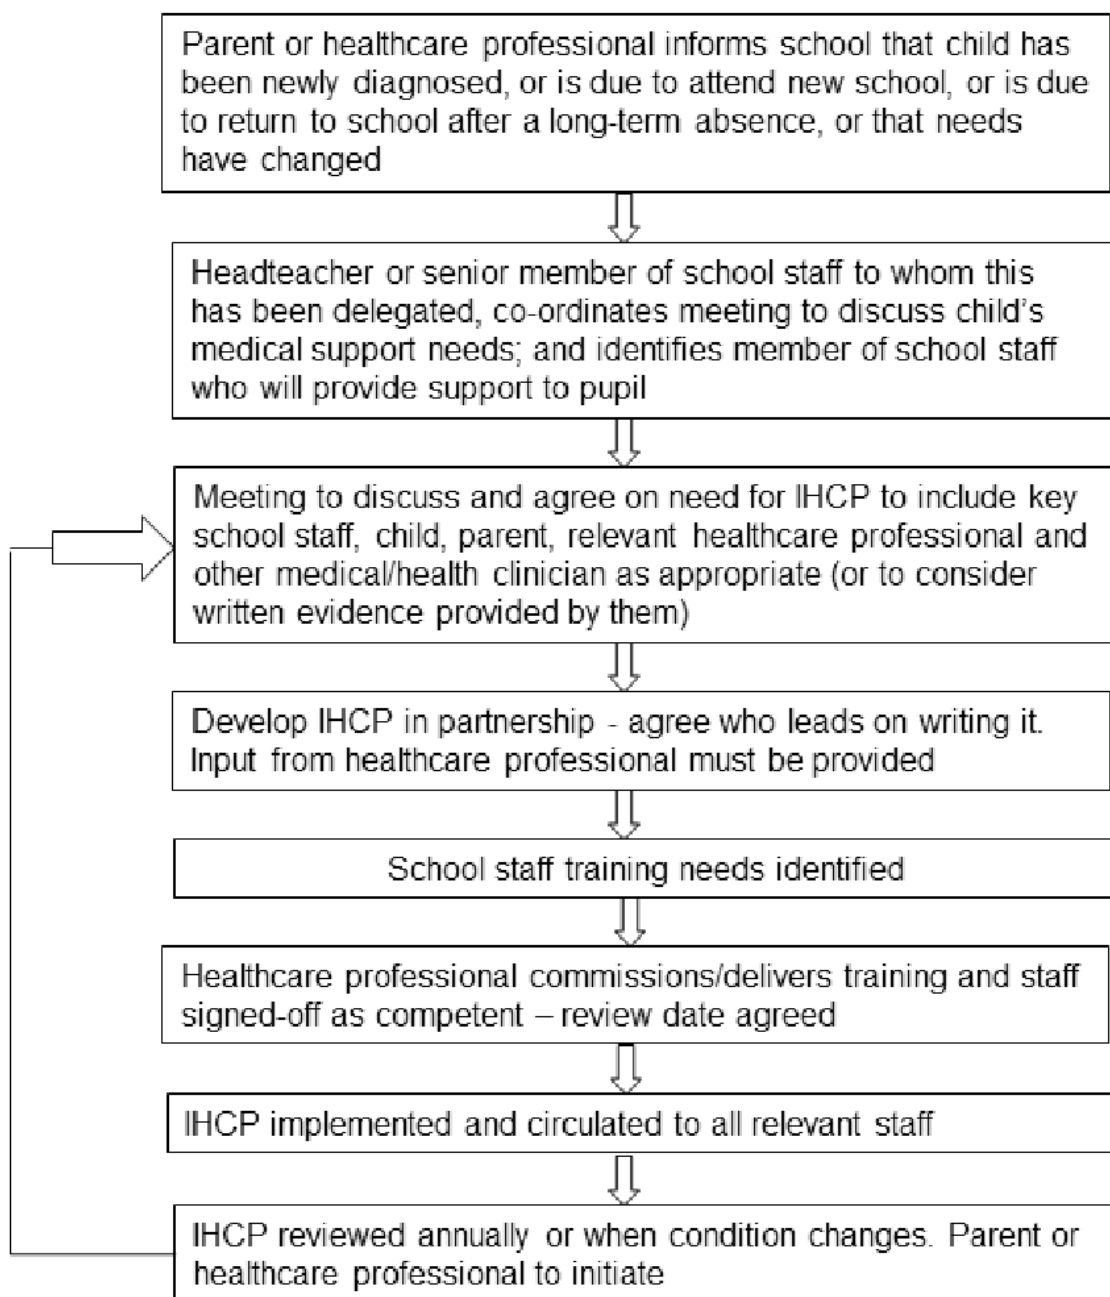 Parent or healthcare professional informs school that child has
been newly diagnosed, or is due to attend new school, or is due
to return to school after a long-term absence, or that needs
have changed
Headteacher or senior member of school staff to whom this
has been delegated, co-ordinates meeting to discuss child's
medical support needs; and identifies member of school staff
who will provide support to pupil
Meeting to discuss and agree on need for IHCP to include key
school staff, child, parent, relevant healthcare professional and
other medical/health clinician as appropriate (or to consider
written evidence provided by them)
Develop IHCP in partnership - agree who leads on writing it.
Input from healthcare professional must be provided
School staff training needs identified
Healthcare professional commissions/delivers training and staff
signed-off as competent – review date agreed
IHCP implemented and circulated to all relevant staff
IHCP reviewed annually or when condition changes. Parent or
healthcare professional to initiate